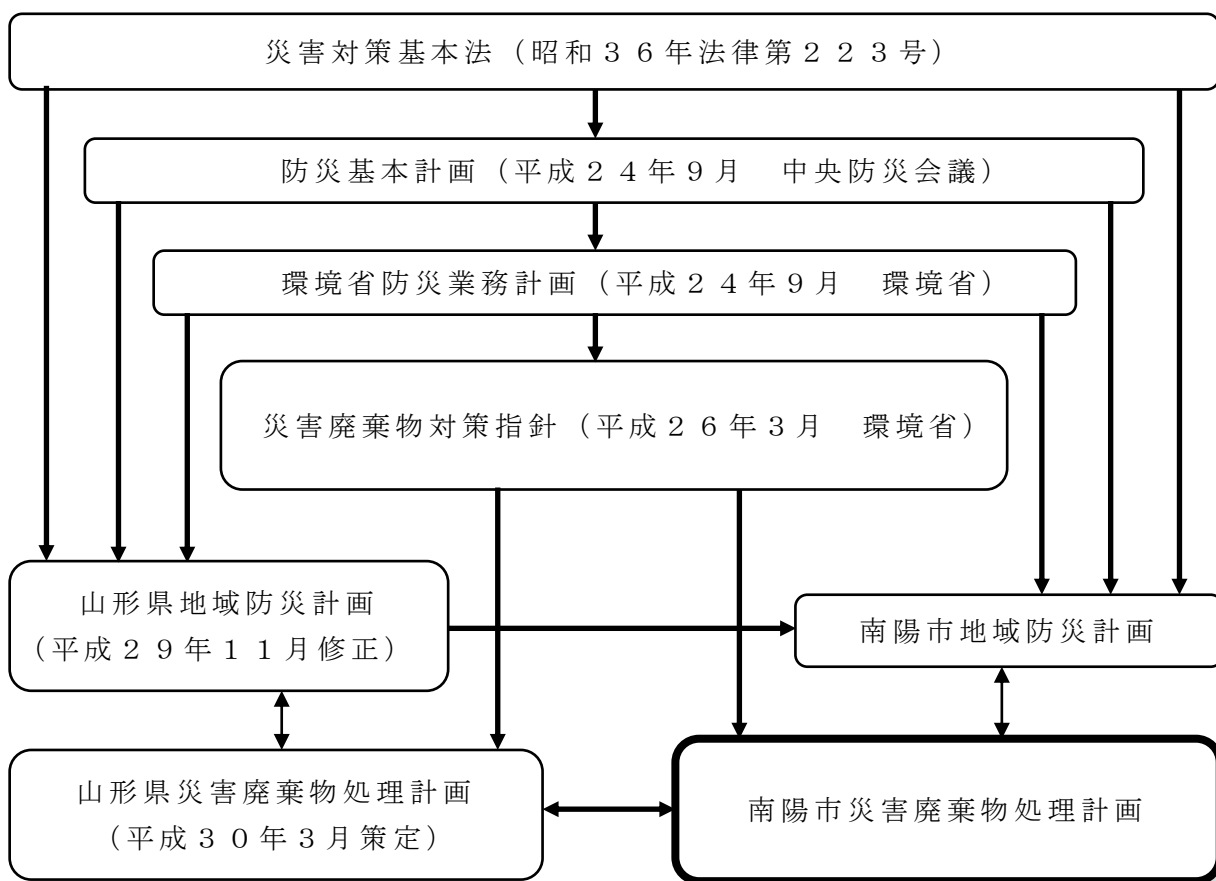 災害対策基本法（昭和３６年法律第２２３号）
防災基本計画（平成２４年９月　中央防災会議）
環境省防災業務計画（平成２４年９月　環境省）
災害廃棄物対策指針（平成２６年３月　環境省）
山形県地域防災計画
（平成２９年１１月修正）
南陽市地域防災計画
山形県災害廃棄物処理計画
（平成３０年３月策定）
南陽市災害廃棄物処理計画